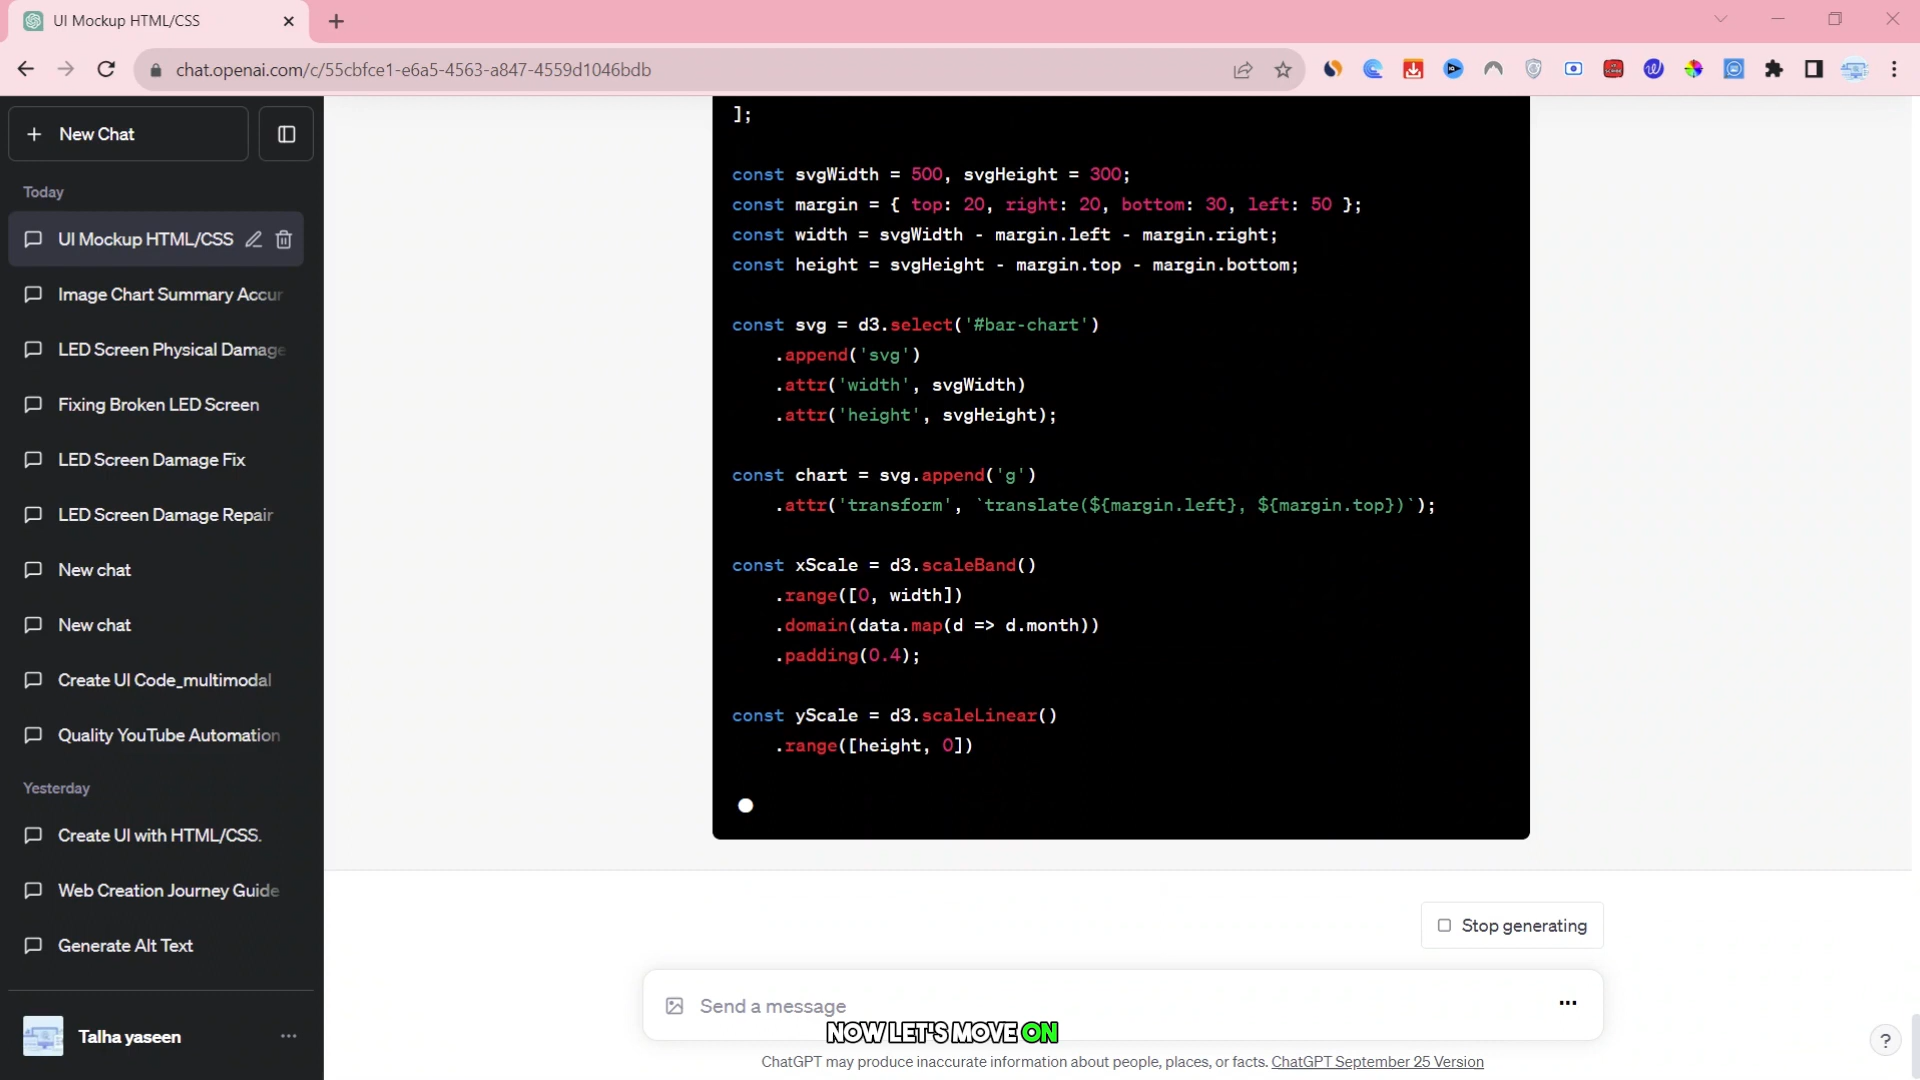 UI Mockup HTML/CSS
chat.openai.com/c/55cbfce1-e6a5-4563-a847-4559d1046bdb
New Chat
Today
UI Mockup HTML/CSS
Image Chart Summary Accur
LED Screen Physical Damage
Fixing Broken LED Screen
LED Screen Damage Fix
LED Screen Damage Repair
New chat
New chat
Create UI Code_multimodal
Quality YouTube Automation
Yesterday
Create UI with HTML/CSS.
Web Creation Journey Guide
Generate Alt Text
Talha yaseen
];
const svgWidth = 500, svgHeight = 300;
const margin = { top: 20, right: 20, bottom: 30, left: 50 };
const width = svgWidth - margin.left - margin.right;
const height = svgHeight - margin.top - margin.bottom;
const svg = d3.select('#bar-chart')
.append('svg')
.attr('width', svgWidth)
.attr('height', svgHeight);
const chart = svg.append('g')
.attr('transform', `translate(${margin.left}, ${margin.top})`);
const xScale = d3.scaleBand()
.range([0, width])
.domain(data.map(d => d.month))
.padding(0.4);
const yScale = d3.scaleLinear()
.range([height, 0])
Stop generating
Send a message
NOW LET'S MOVE ON
ChatGPT may produce inaccurate information about people, places, or facts. ChatGPT September 25 Version
?